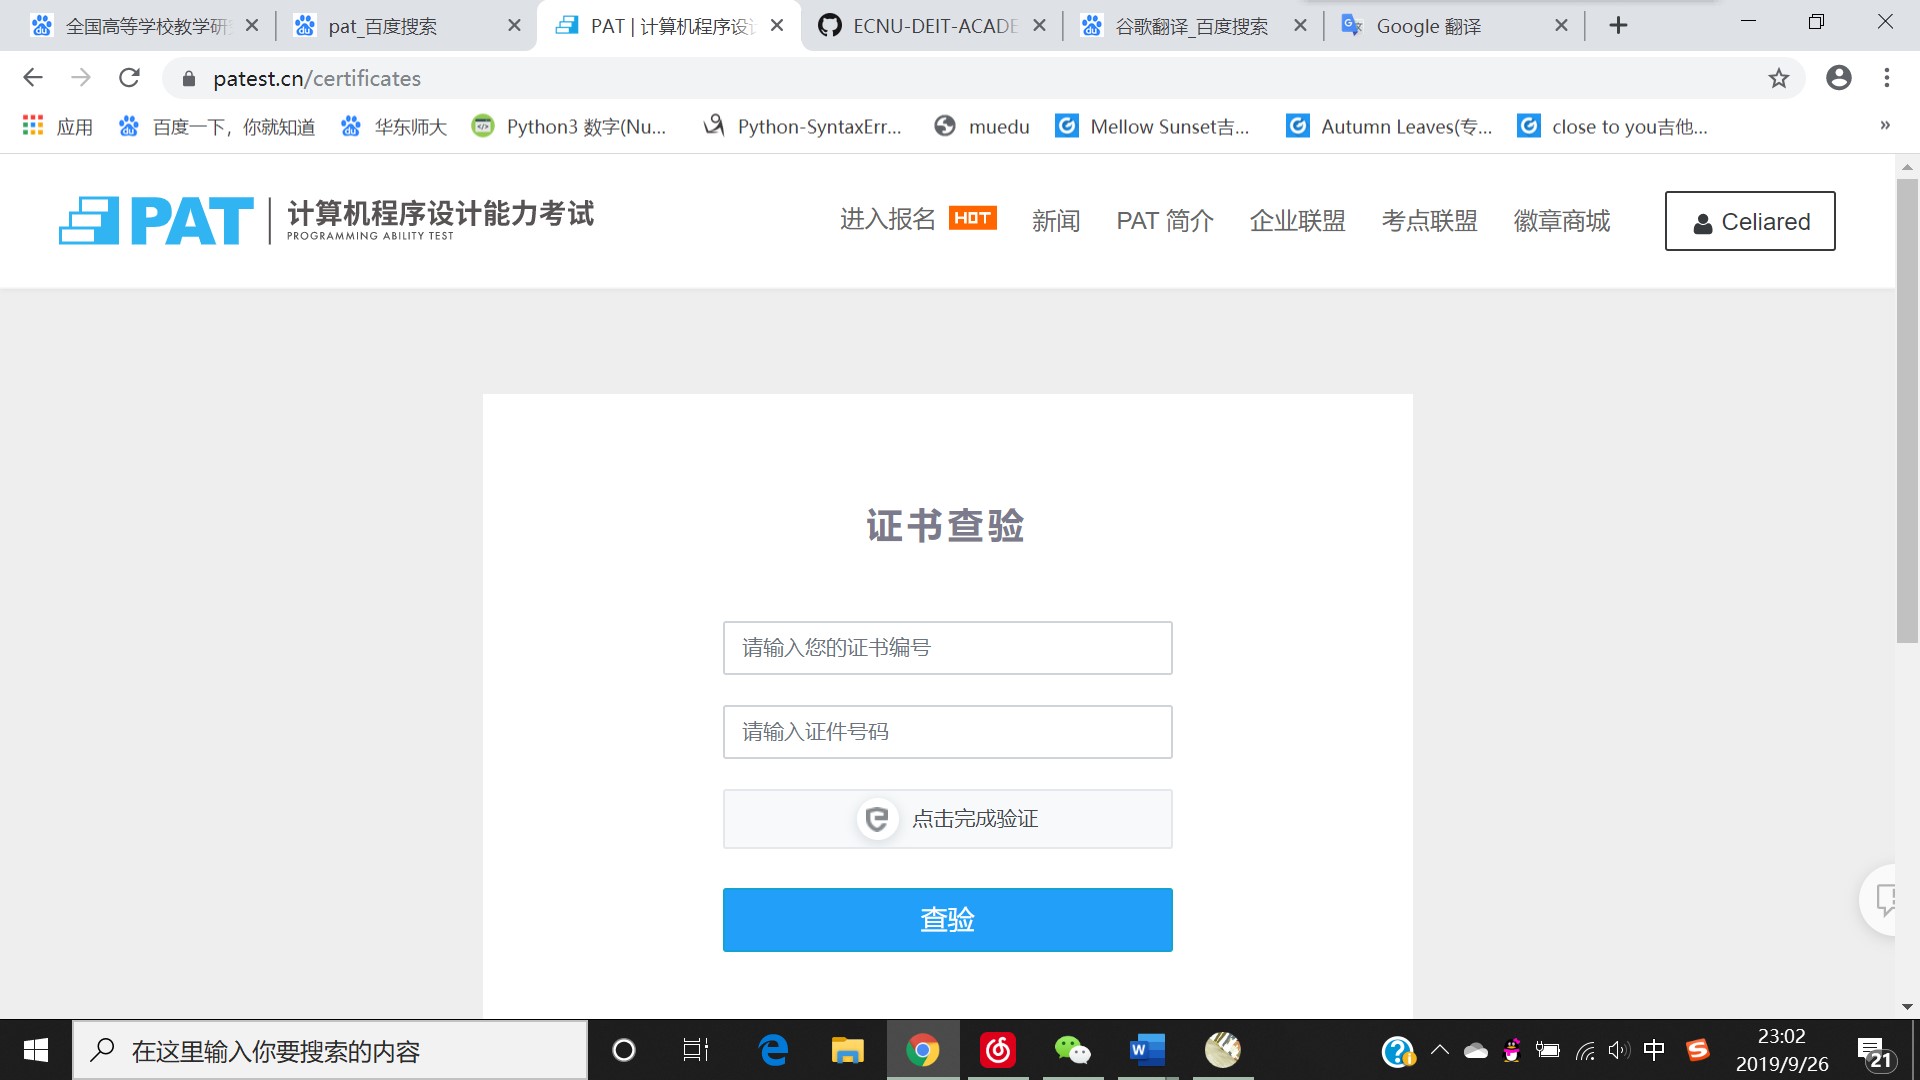 全国高等学校教学研
pat_百度搜索
PAT | 计算机程序设计
ECNU-DEIT-ACADE
谷歌翻译_百度搜索
Google 翻译
patest.cn/certificates
应用
百度一下，你就知道
华东师大
Python3 数字(Nu...
Python-SyntaxErr...
muedu
Mellow Sunset吉...
Autumn Leaves(专...
close to you吉他...
»
PAT
计算机程序设计能力考试
PROGRAMMING ABILITY TEST
进入报名
HOT
新闻
PAT 简介
企业联盟
考点联盟
徽章商城
Celiared
证书查验
请输入您的证书编号
请输入证件号码
点击完成验证
查验
在这里输入你要搜索的内容
中
23:02
2019/9/26
21